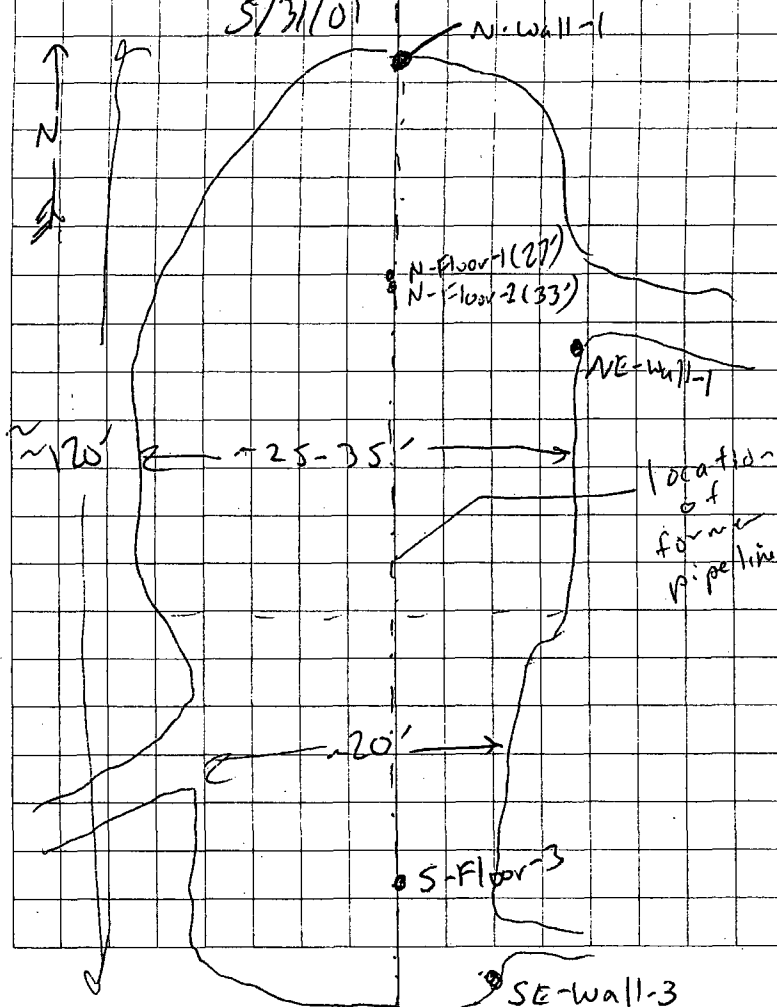 5/31/01
N-Wall-1
N
N-Floor-1(27')
N-Floor-2(33')
NE-Wall-1
~120'
~25-35'
location
of
former
pipeline
~20'
S-Floor-3
SE-Wall-3